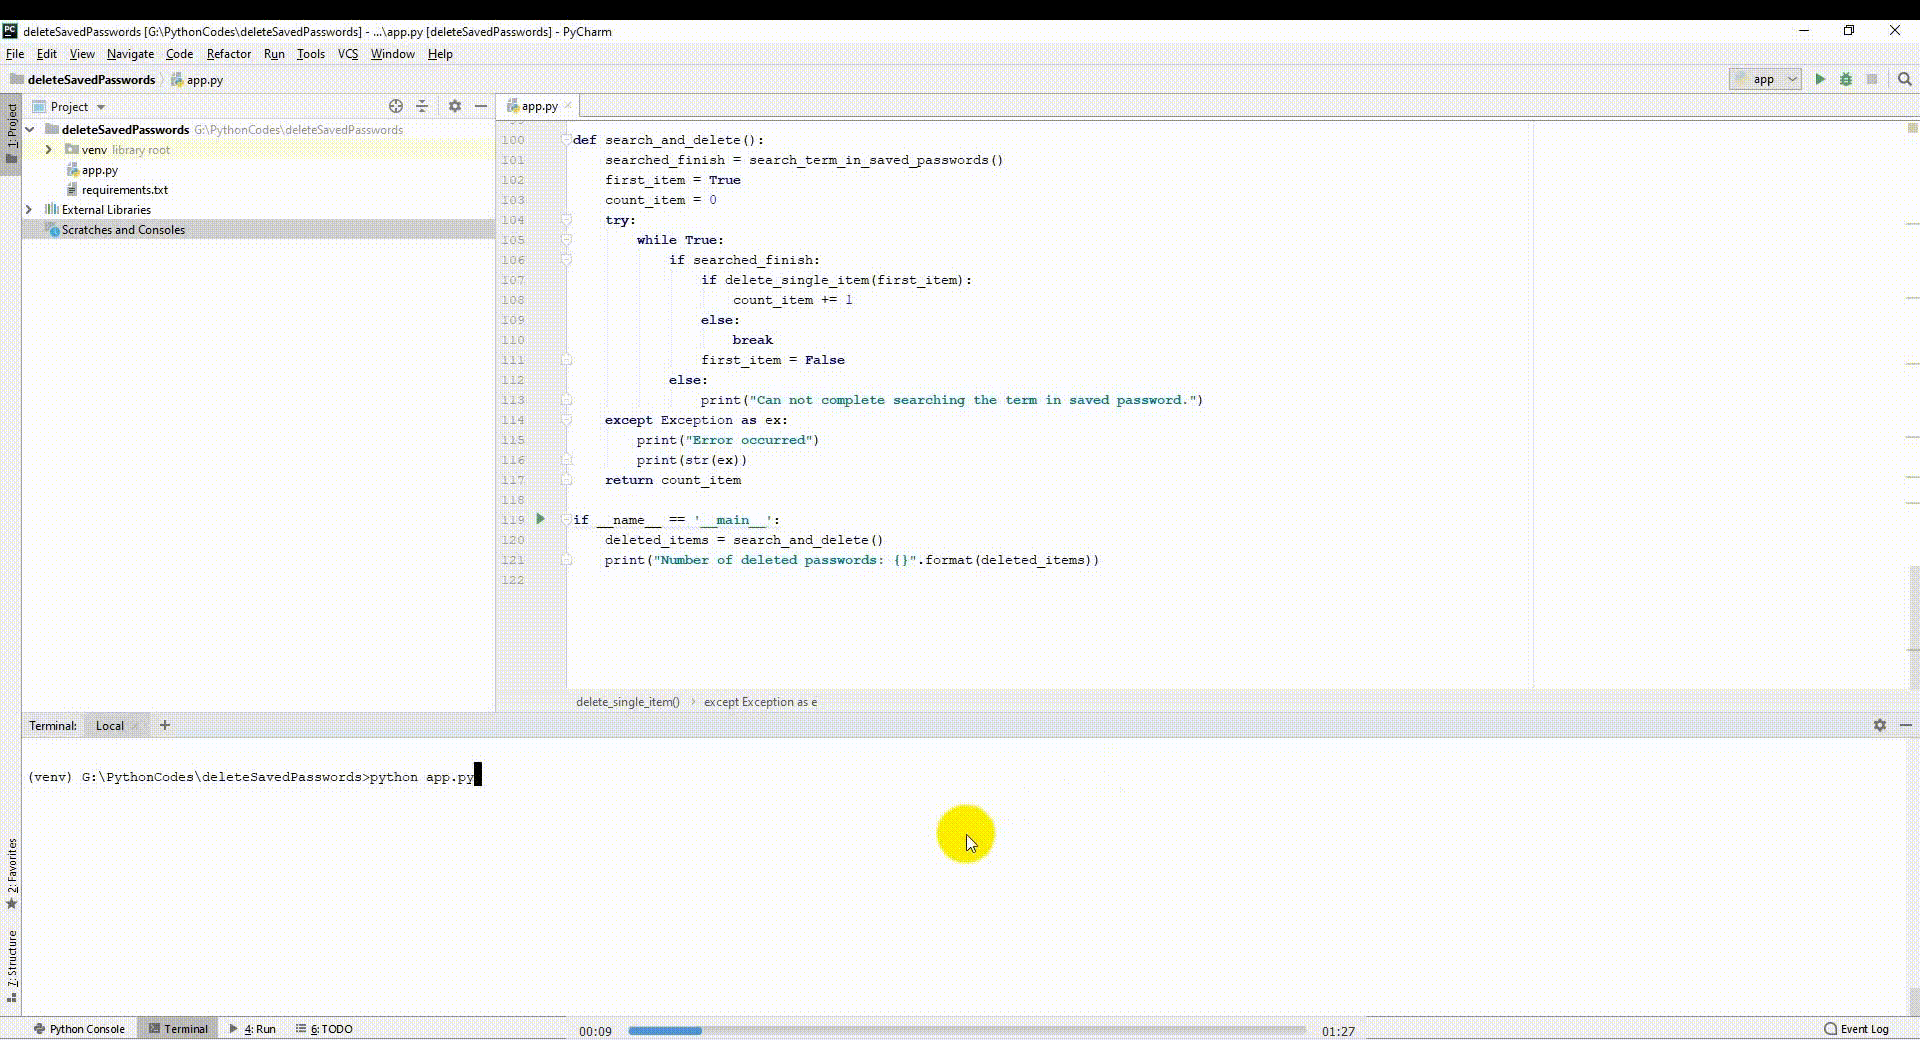 deleteSavedPasswords [G:\PythonCodes\deleteSavedPasswords] - ...\app.py [deleteSavedPasswords] - PyCharm
File Edit View Navigate Code Refactor Run Tools VCS Window Help
deleteSavedPasswords app.py
app
1: Project
Project
deleteSavedPasswords G:\PythonCodes\deleteSavedPasswords
venv library root
app.py
requirements.txt
External Libraries
Scratches and Consoles
app.py
100 def search_and_delete():
101 searched_finish = search_term_in_saved_passwords()
102 first_item = True
103 count_item = 0
104 try:
105 while True:
106 if searched_finish:
107 if delete_single_item(first_item):
108 count_item += 1
109 else:
110 break
111 first_item = False
112 else:
113 print("Can not complete searching the term in saved password.")
114 except Exception as ex:
115 print("Error occurred")
116 print(str(ex))
117 return count_item
118
119 if __name__ == '__main__':
120 deleted_items = search_and_delete()
121 print("Number of deleted passwords: {}".format(deleted_items))
122
delete_single_item() › except Exception as e
Terminal: Local +
(venv) G:\PythonCodes\deleteSavedPasswords>python app.py
2: Favorites
7: Structure
Python Console Terminal 4: Run 6: TODO
00:09 01:27
Event Log